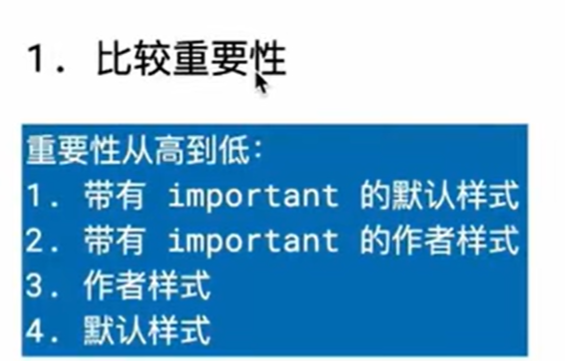 1. 比较重要性
重要性从高到低：
1. 带有 important 的默认样式
2. 带有 important 的作者样式
3. 作者样式
4. 默认样式